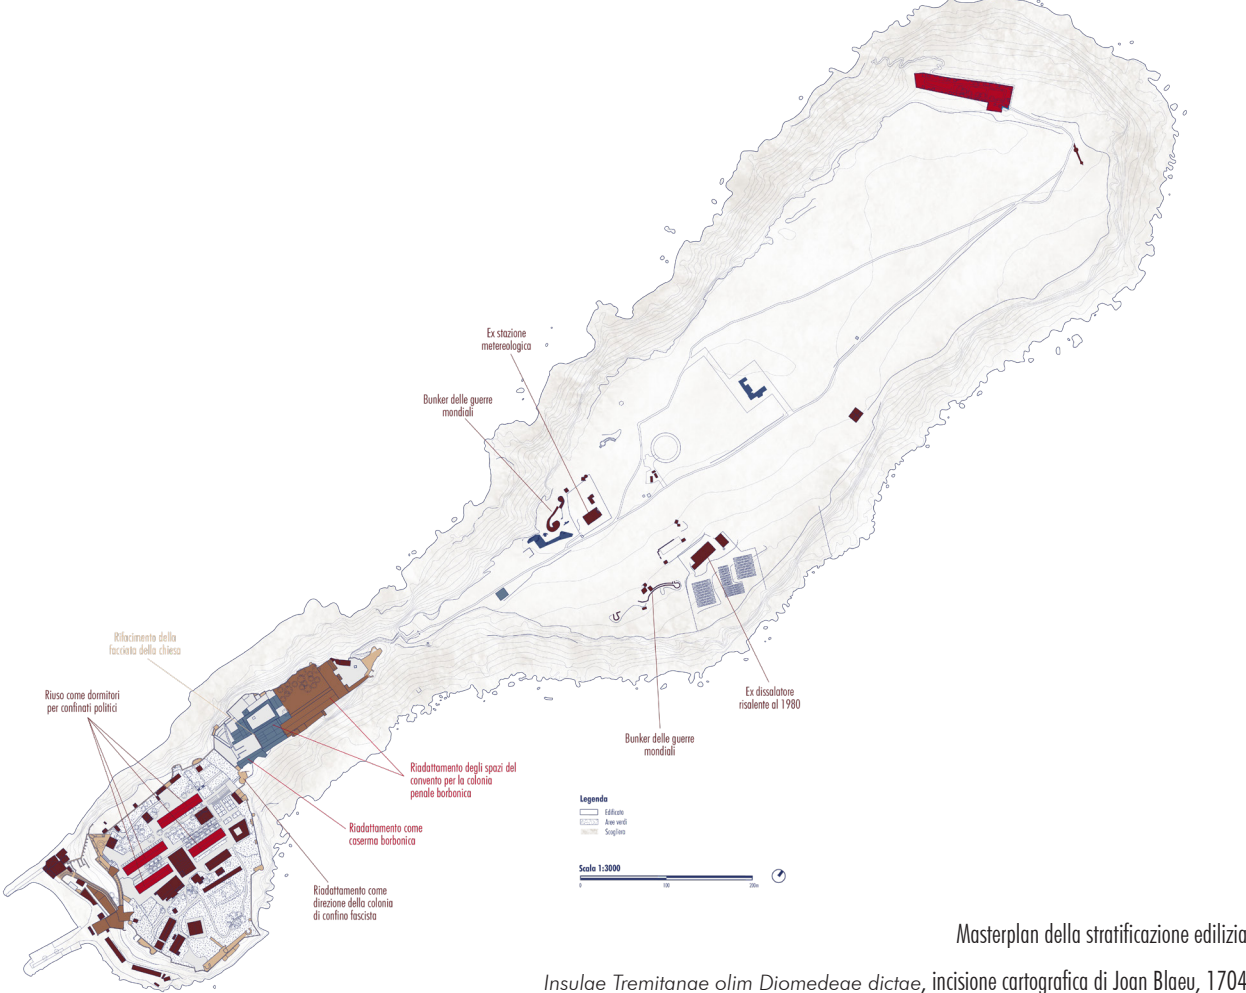 Ex stazione
metereologica
Bunker delle guerre
mondiali
Rifacimento della
facciata della chiesa
Riuso come dormitori
per confinati politici
Ex dissalatore
risalente al 1980
Bunker delle guerre
mondiali
Riadattamento degli spazi del
convento per la colonia
penale borbonica
Riadattamento come
caserma borbonica
Riadattamento come
direzione della colonia
di confino fascista
Legenda
Edificato
Aree verdi
Scogliera
Scala 1:3000
0 100 200m
Masterplan della stratificazione edilizia
Insulae Tremitanae olim Diomedeae dictae, incisione cartografica di Joan Blaeu, 1704